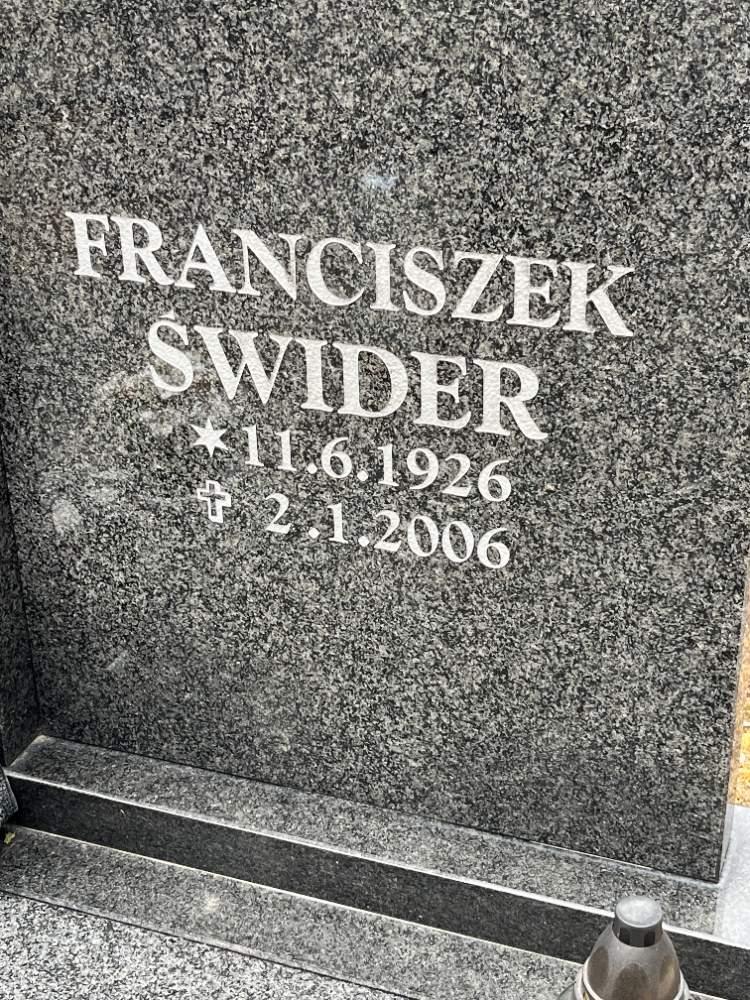 FRANCISZEK
ŚWIDER
★ 11.6.1926
✝ 2.1.2006